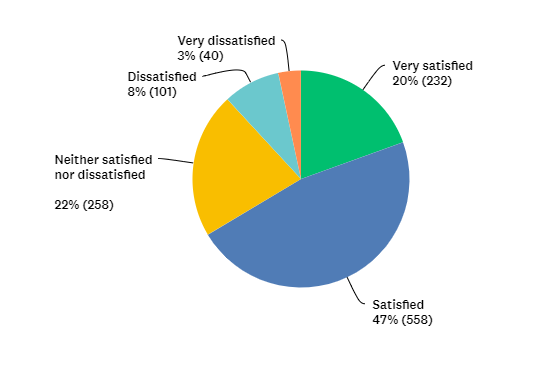 Very dissatisfied
3% (40)
Very satisfied
20% (232)
Dissatisfied
8% (101)
Neither satisfied
nor dissatisfied
22% (258)
Satisfied
47% (558)